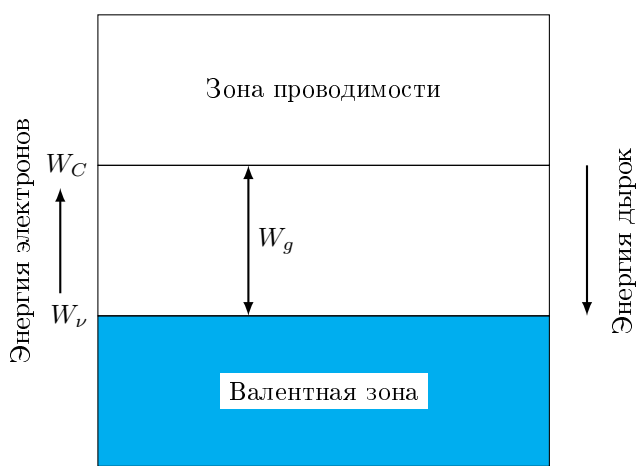 Зона проводимости
Энергия электронов
W_C
W_g
W_ν
Энергия дырок
Валентная зона